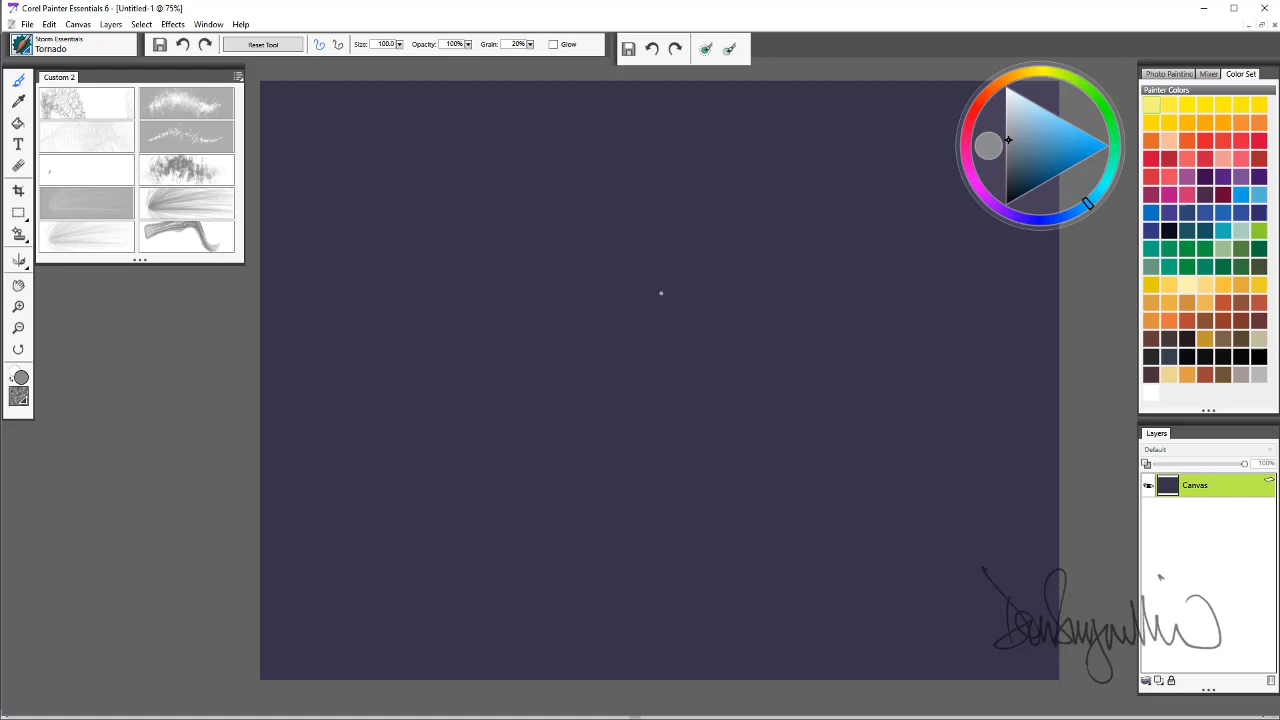 Corel Painter Essentials 6 - [Untitled-1 @ 75%]
File Edit Canvas Layers Select Effects Window Help
Storm Essentials
Tornado
Reset Tool
Size: 100.0
Opacity: 100%
Grain: 20%
Glow
Custom 2
Photo Painting Mixer Color Set
Painter Colors
Layers
Default
100%
Canvas